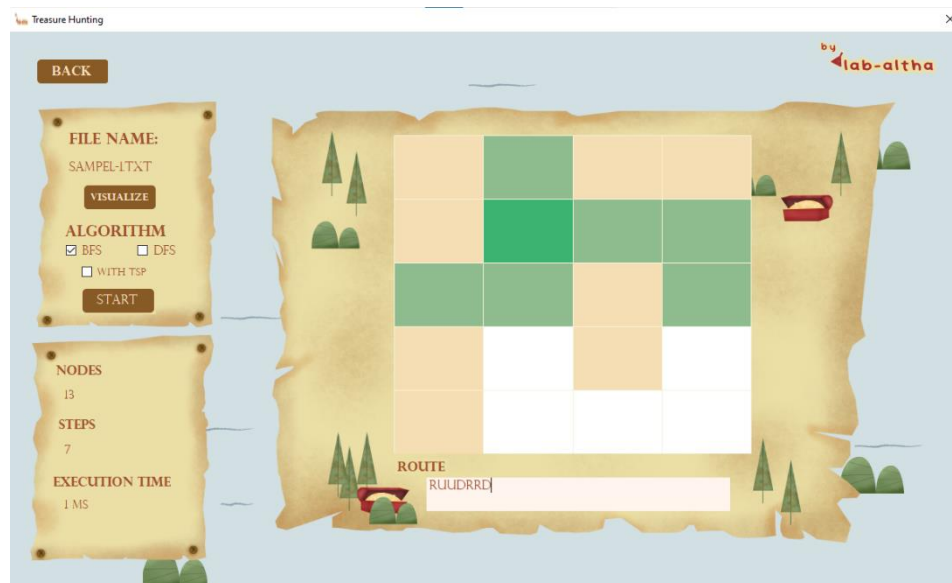 Treasure Hunting
by
lab-altha
BACK
FILE NAME:
SAMPEL-1.TXT
VISUALIZE
ALGORITHM
BFS DFS
WITH TSP
START
NODES
13
STEPS
7
EXECUTION TIME
1 MS
ROUTE
RUUDRRD